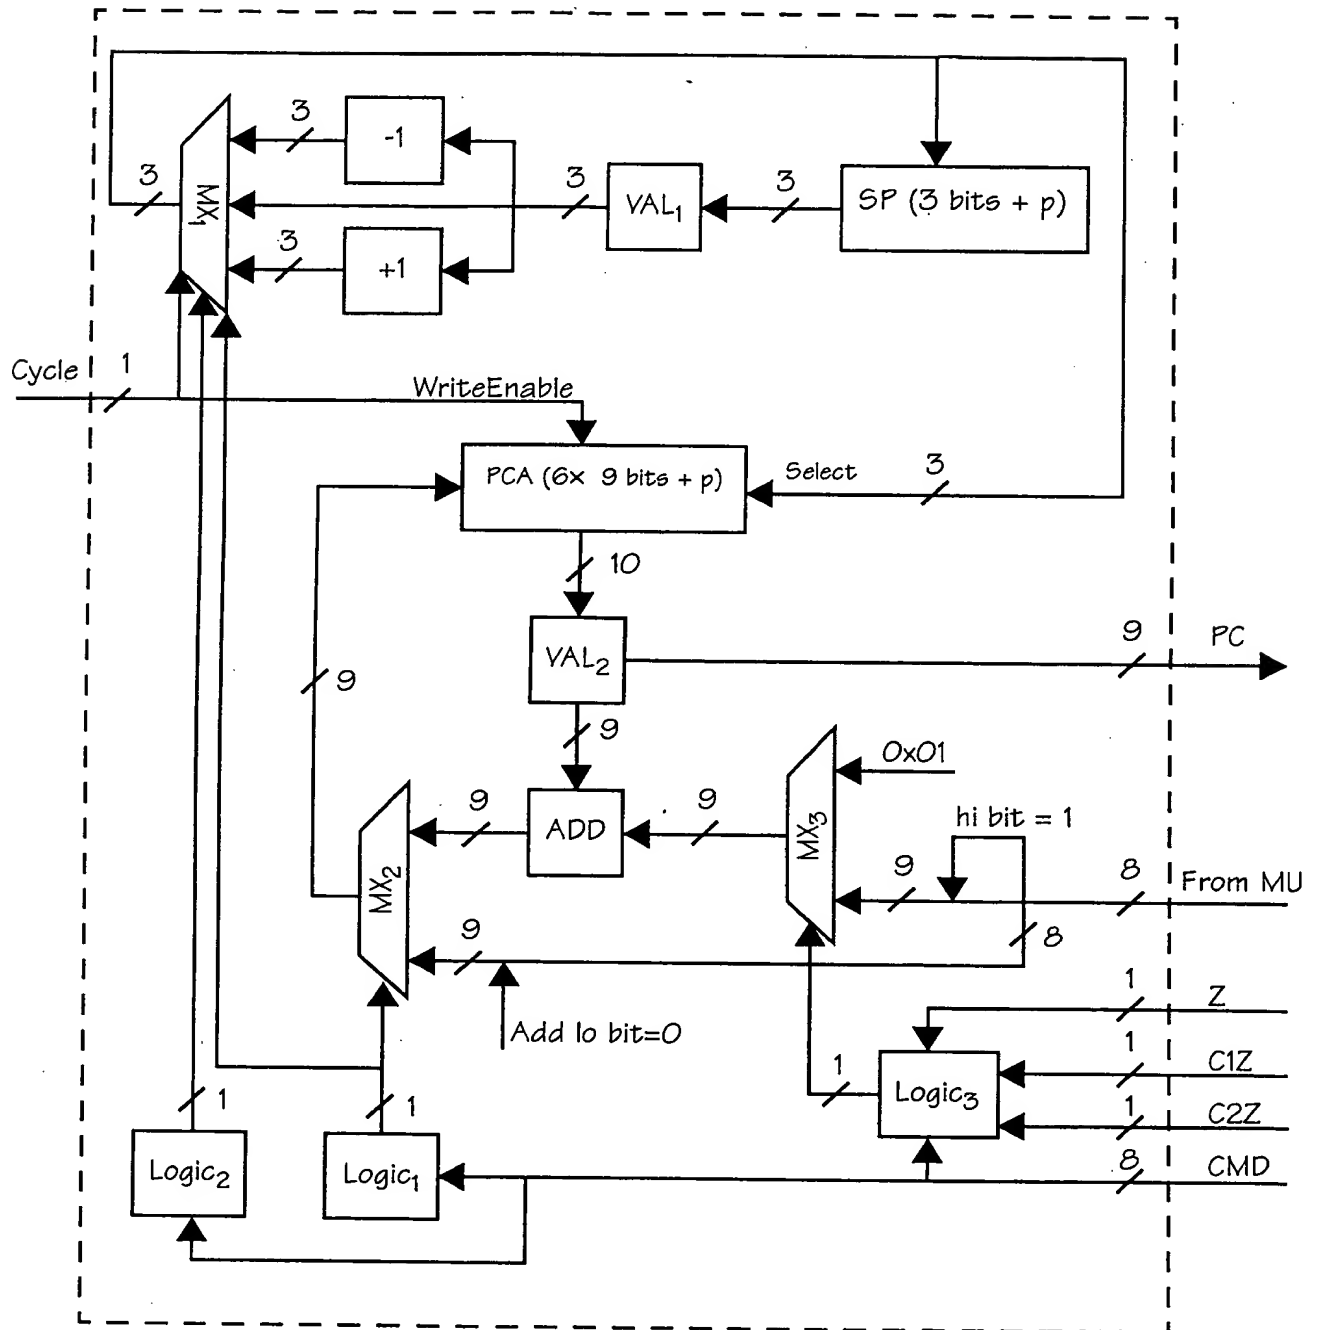 3
-1
3
MX1
3
VAL1
3
SP (3 bits + p)
3
+1
Cycle
1
WriteEnable
PCA (6x 9 bits + p)
Select
3
10
9
VAL2
9
PC
9
0x01
9
ADD
9
MX3
hi bit = 1
MX2
9
8
From MU
9
8
Add lo bit=0
1
Z
1
C1Z
1
Logic3
1
C2Z
1
1
8
CMD
Logic2
Logic1